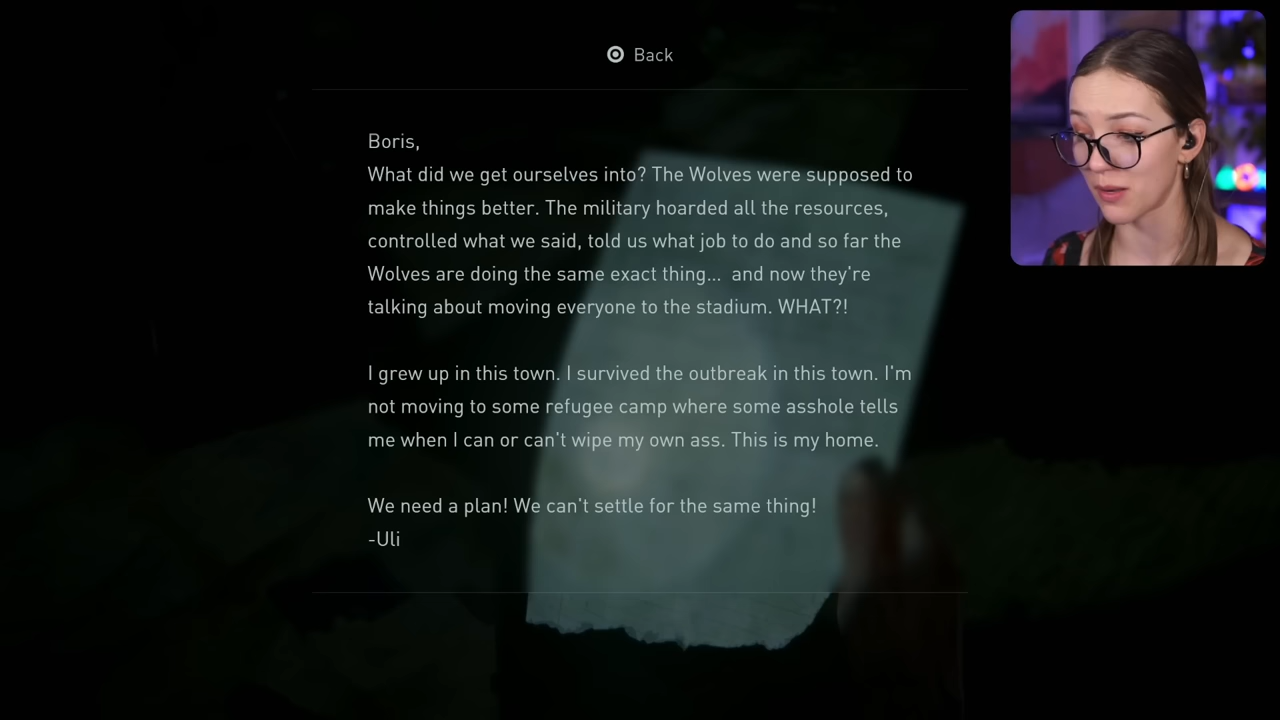 Back
Boris,
What did we get ourselves into? The Wolves were supposed to
make things better. The military hoarded all the resources,
controlled what we said, told us what job to do and so far the
Wolves are doing the same exact thing...  and now they're
talking about moving everyone to the stadium. WHAT?!
I grew up in this town. I survived the outbreak in this town. I'm
not moving to some refugee camp where some asshole tells
me when I can or can't wipe my own ass. This is my home.
We need a plan! We can't settle for the same thing!
-Uli